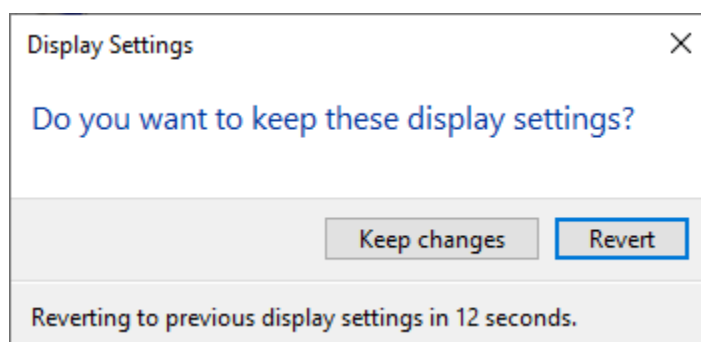 Display Settings
Do you want to keep these display settings?
Keep changes
Revert
Reverting to previous display settings in 12 seconds.